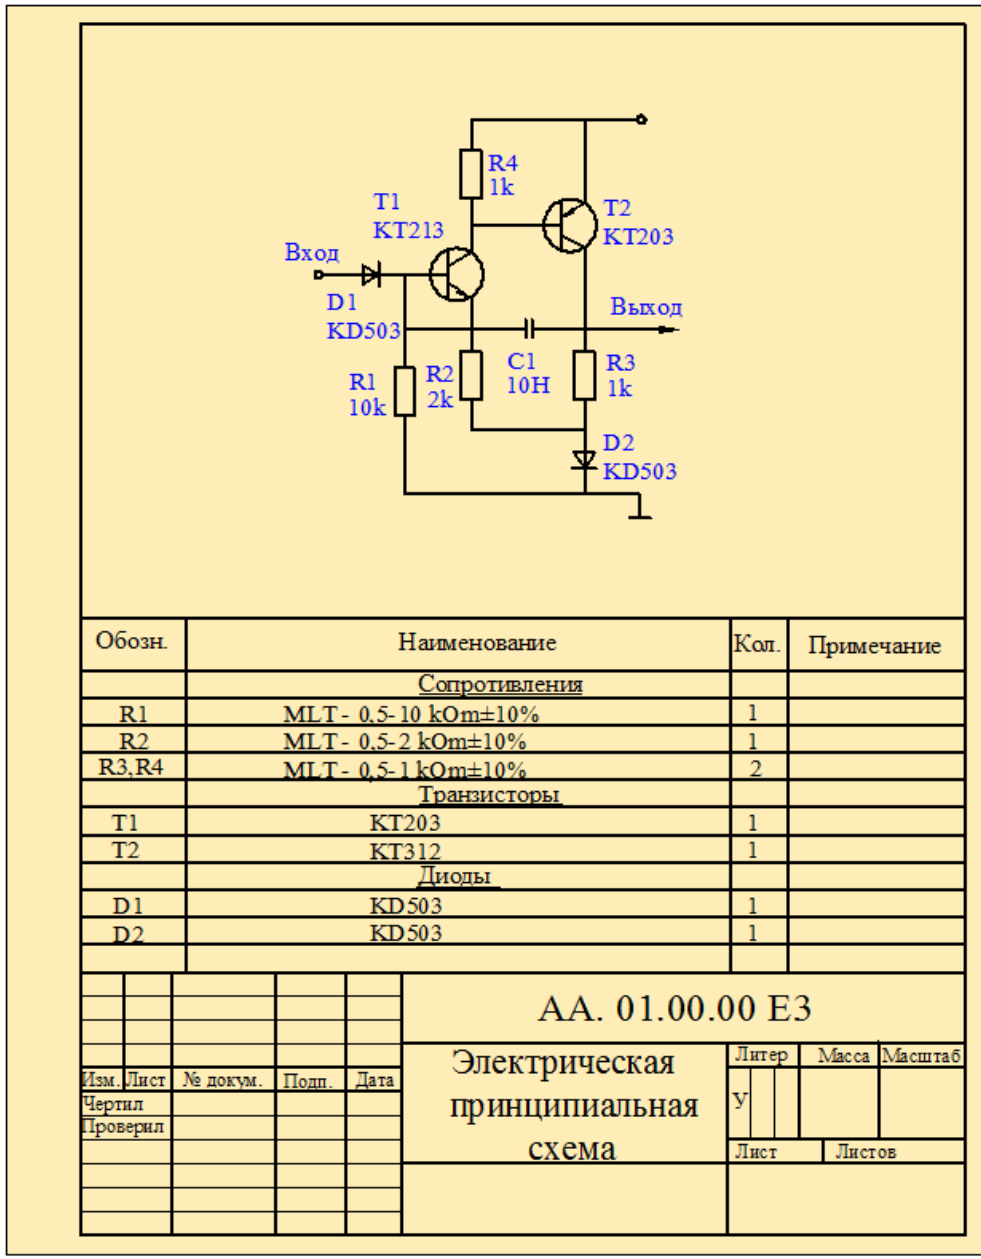 R4
1k
T1
KT213
T2
KT203
Вход
D1
KD503
Выход
R1
10k
R2
2k
C1
10H
R3
1k
D2
KD503
Обозн. Наименование Кол. Примечание
Сопротивления
R1 MLT - 0,5-10 kOm±10% 1
R2 MLT - 0,5-2 kOm±10% 1
R3,R4 MLT - 0,5-1 kOm±10% 2
Транзисторы
T1 KT203 1
T2 KT312 1
Диоды
D1 KD503 1
D2 KD503 1
АА. 01.00.00 Е3
Изм. Лист № докум. Подп. Дата
Чертил
Проверил
Электрическая
принципиальная
схема
Литер Масса Масштаб
У
Лист Листов